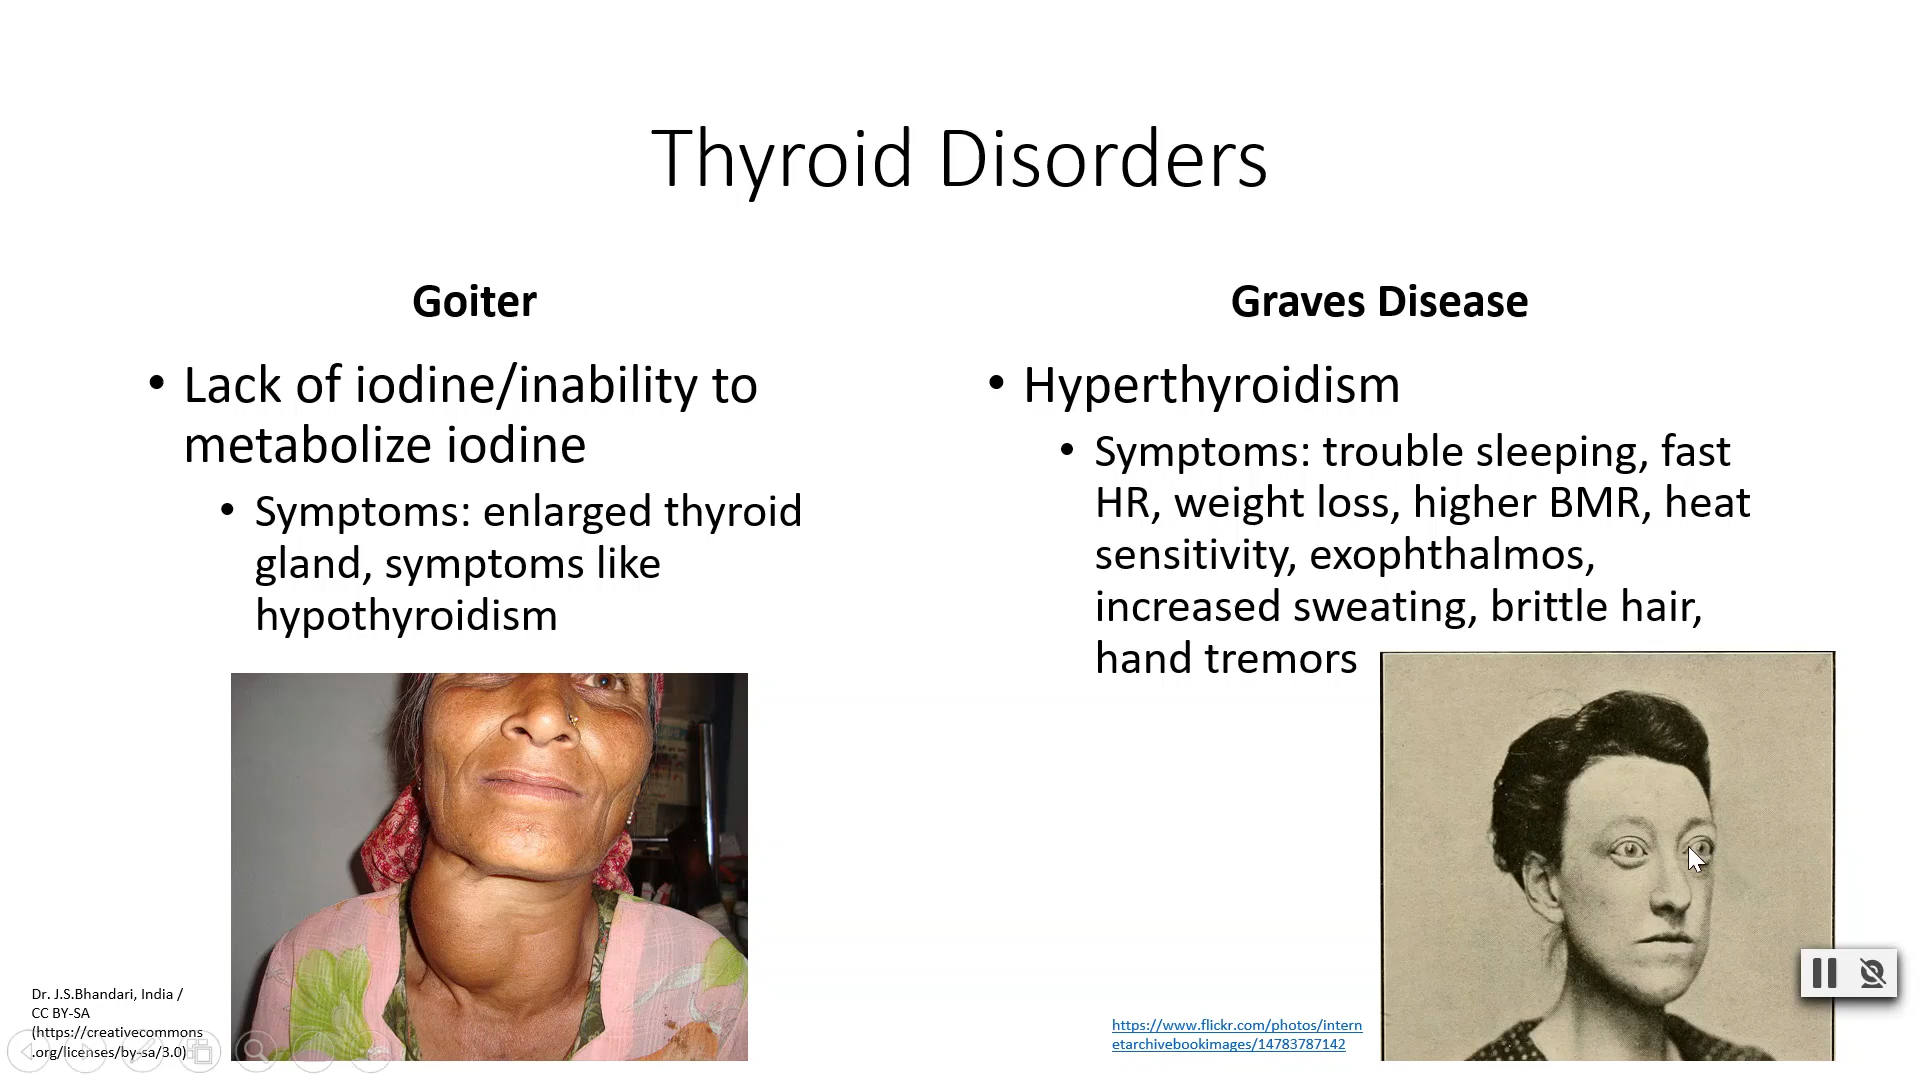 Thyroid Disorders
Goiter
• Lack of iodine/inability to
metabolize iodine
• Symptoms: enlarged thyroid
gland, symptoms like
hypothyroidism
Graves Disease
• Hyperthyroidism
• Symptoms: trouble sleeping, fast
HR, weight loss, higher BMR, heat
sensitivity, exophthalmos,
increased sweating, brittle hair,
hand tremors
Dr. J.S.Bhandari, India /
CC BY-SA
(https://creativecommons
.org/licenses/by-sa/3.0)
https://www.flickr.com/photos/intern
etarchivebookimages/14783787142